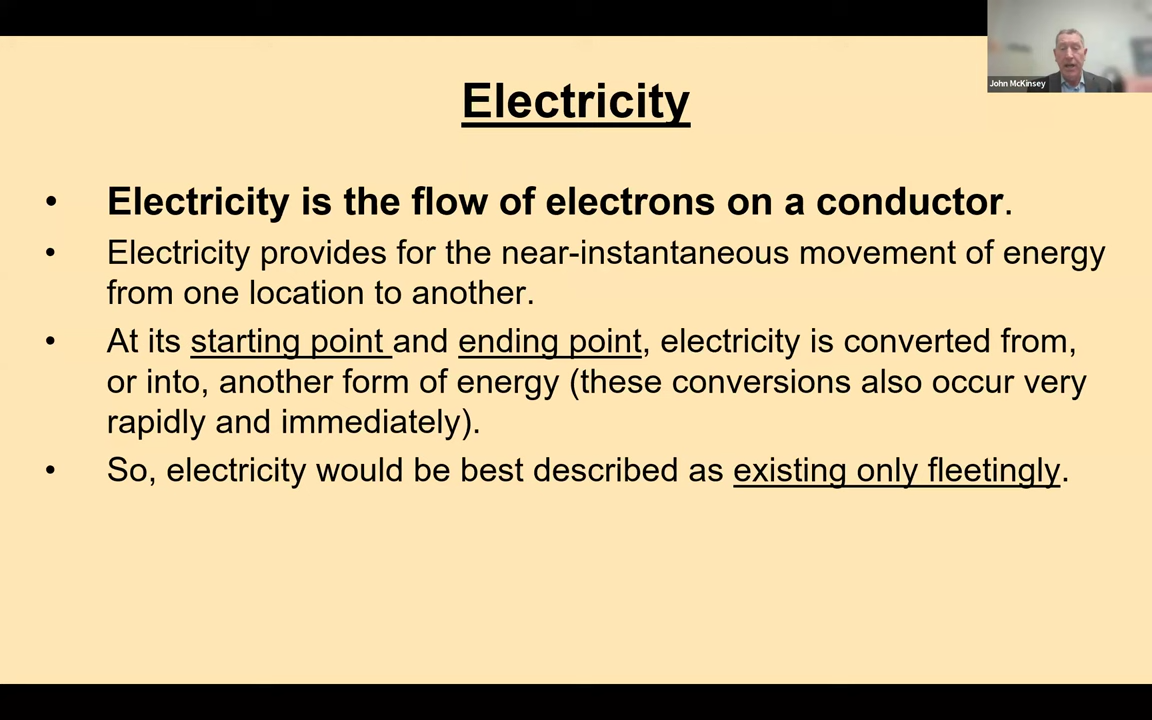 John McKinsey
Electricity
• Electricity is the flow of electrons on a conductor.
• Electricity provides for the near-instantaneous movement of energy
from one location to another.
• At its starting point and ending point, electricity is converted from,
or into, another form of energy (these conversions also occur very
rapidly and immediately).
• So, electricity would be best described as existing only fleetingly.